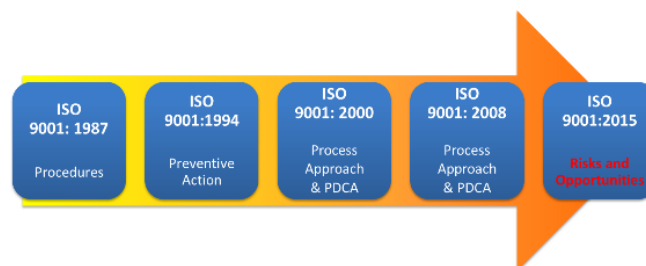 ISO
9001: 1987
Procedures
ISO
9001:1994
Preventive
Action
ISO
9001: 2000
Process
Approach
& PDCA
ISO
9001: 2008
Process
Approach
& PDCA
ISO
9001:2015
Risks and
Opportunities